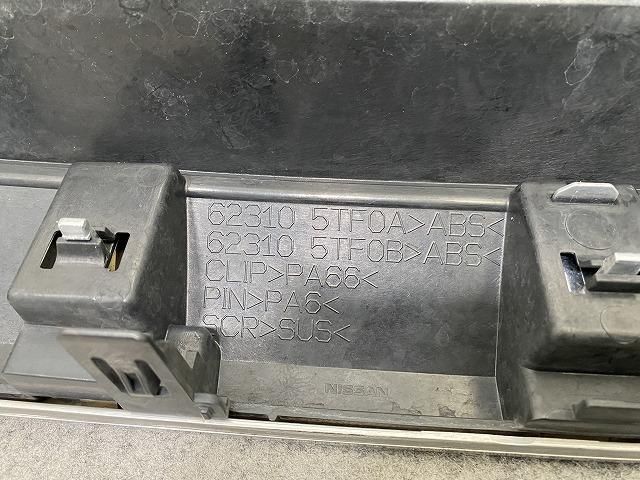 62310 5TF0A>ABS<
62310 5TF0B>ABS<
CLIP>PA66<
PIN>PA6<
SCR>SUS<
NISSAN